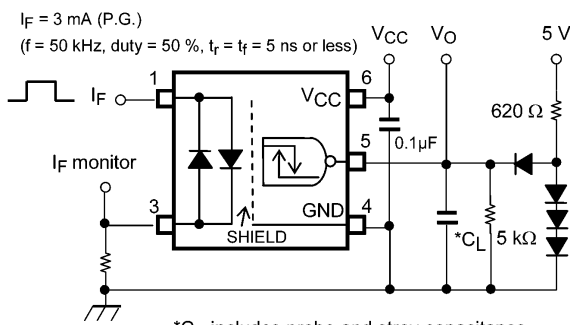 IF = 3 mA (P.G.)
(f = 50 kHz, duty = 50 %, tr = tf = 5 ns or less)
VCC
VO
5 V
1
6
IF
VCC
620 Ω
5
0.1μF
IF monitor
3
GND
4
SHIELD
*CL
5 kΩ